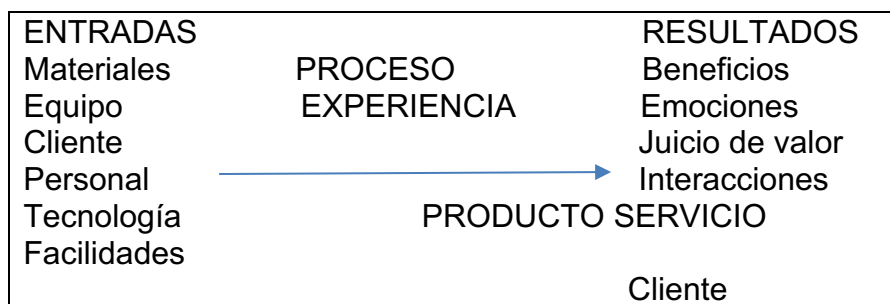 ENTRADAS RESULTADOS
Materiales PROCESO Beneficios
Equipo EXPERIENCIA Emociones
Cliente Juicio de valor
Personal Interacciones
Tecnología PRODUCTO SERVICIO
Facilidades
Cliente